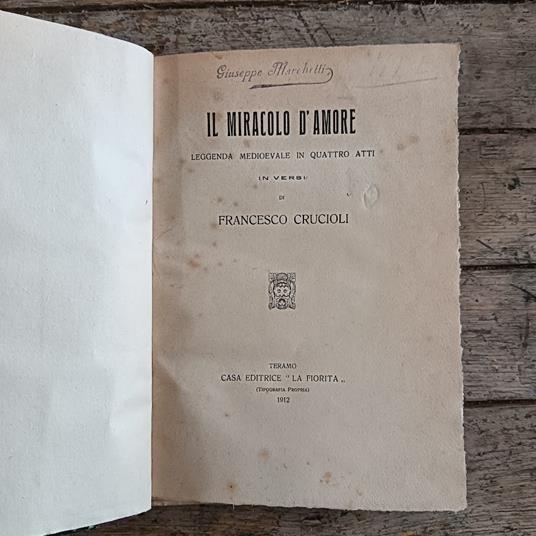 Giuseppe Marchetti
IL MIRACOLO D'AMORE
LEGGENDA MEDIOEVALE IN QUATTRO ATTI
IN VERSI
DI
FRANCESCO CRUCIOLI
TERAMO
CASA EDITRICE “LA FIORITA„
(TIPOGRAFIA PROPRIA)
1912